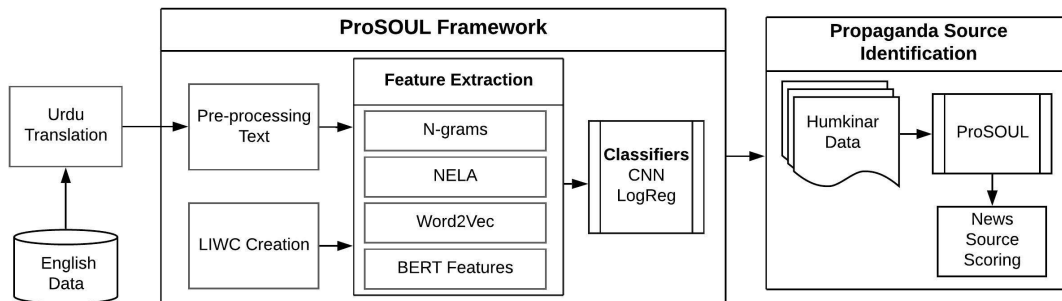 ProSOUL Framework
Propaganda Source
Identification
Urdu
Translation
English
Data
Pre-processing
Text
LIWC Creation
Feature Extraction
N-grams
NELA
Word2Vec
BERT Features
Classifiers
CNN
LogReg
Humkinar
Data
ProSOUL
News
Source
Scoring